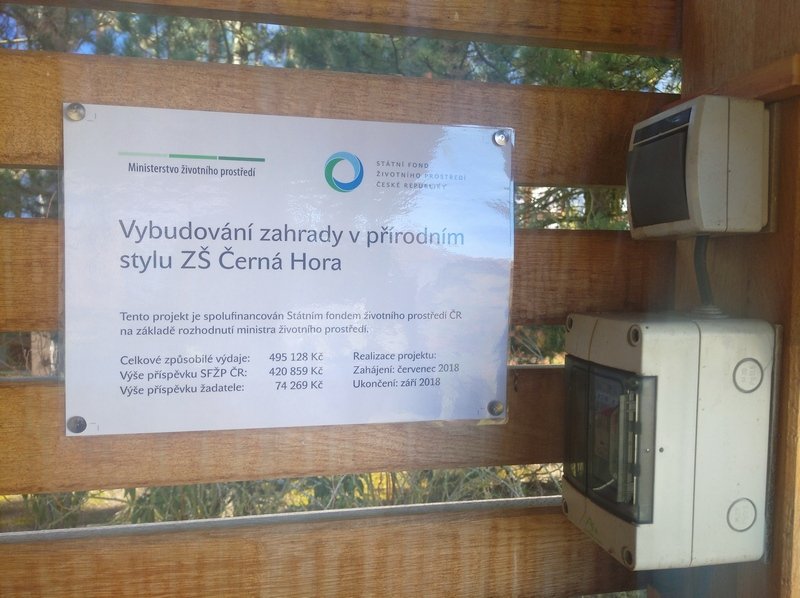 Ministerstvo životního prostředí
STÁTNÍ FOND
ŽIVOTNÍHO PROSTŘEDÍ
ČESKÉ REPUBLIKY
Vybudování zahrady v přírodním
stylu ZŠ Černá Hora
Tento projekt je spolufinancován Státním fondem životního prostředí ČR
na základě rozhodnutí ministra životního prostředí.
Celkové způsobilé výdaje: 495 128 Kč
Výše příspěvku SFŽP ČR: 420 859 Kč
Výše příspěvku žadatele: 74 269 Kč
Realizace projektu:
Zahájení: červenec 2018
Ukončení: září 2018